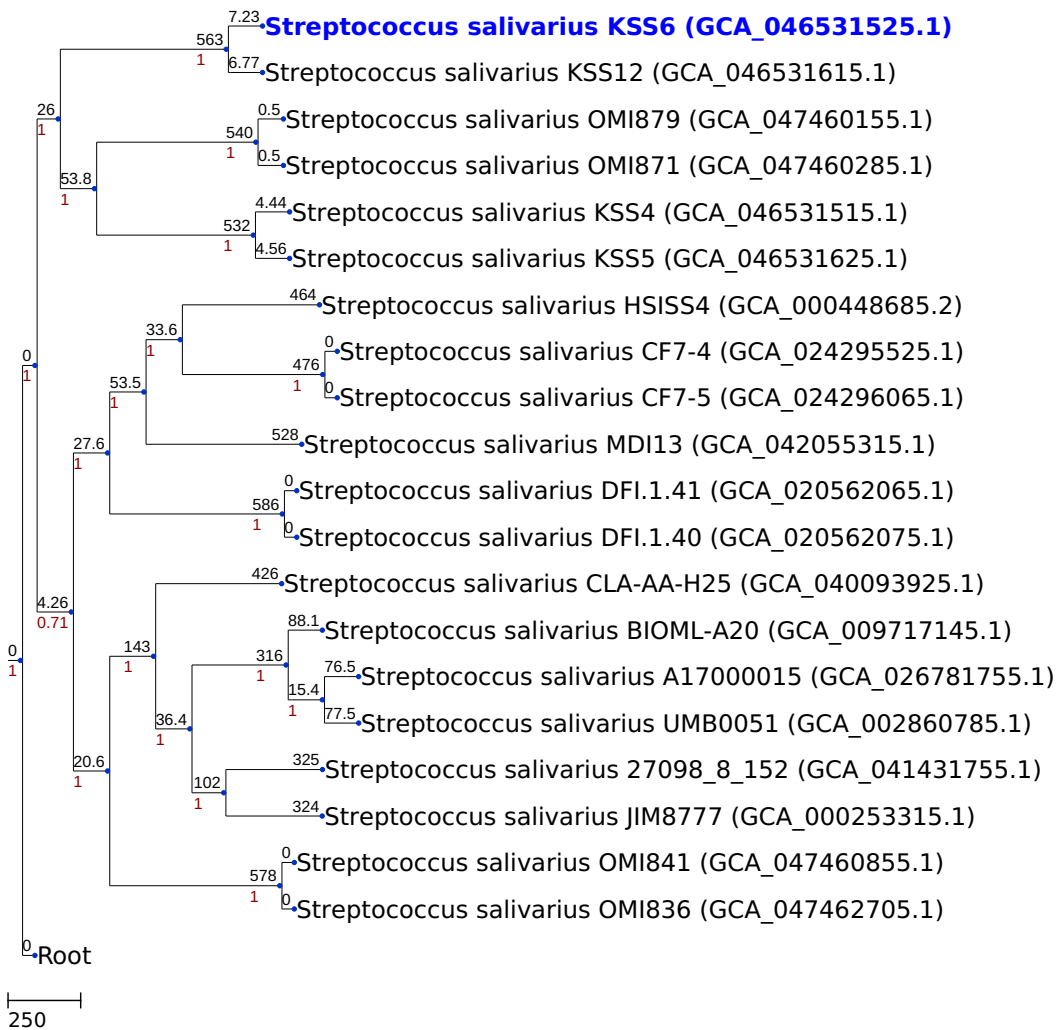 7.23
Streptococcus salivarius KSS6 (GCA_046531525.1)
563
1
6.77
Streptococcus salivarius KSS12 (GCA_046531615.1)
26
1
0.5
Streptococcus salivarius OMI879 (GCA_047460155.1)
540
1
0.5
Streptococcus salivarius OMI871 (GCA_047460285.1)
53.8
1
4.44
Streptococcus salivarius KSS4 (GCA_046531515.1)
532
1
4.56
Streptococcus salivarius KSS5 (GCA_046531625.1)
464
Streptococcus salivarius HSISS4 (GCA_000448685.2)
33.6
1
0
Streptococcus salivarius CF7-4 (GCA_024295525.1)
0
1
476
1
0
Streptococcus salivarius CF7-5 (GCA_024296065.1)
53.5
1
528
Streptococcus salivarius MDI13 (GCA_042055315.1)
27.6
1
0
Streptococcus salivarius DFI.1.41 (GCA_020562065.1)
586
1
0
Streptococcus salivarius DFI.1.40 (GCA_020562075.1)
426
Streptococcus salivarius CLA-AA-H25 (GCA_040093925.1)
4.26
0.71
88.1
Streptococcus salivarius BIOML-A20 (GCA_009717145.1)
143
1
316
1
76.5
Streptococcus salivarius A17000015 (GCA_026781755.1)
0
1
15.4
1
77.5
Streptococcus salivarius UMB0051 (GCA_002860785.1)
36.4
1
325
Streptococcus salivarius 27098_8_152 (GCA_041431755.1)
20.6
1
102
1
324
Streptococcus salivarius JIM8777 (GCA_000253315.1)
0
Streptococcus salivarius OMI841 (GCA_047460855.1)
578
1
0
Streptococcus salivarius OMI836 (GCA_047462705.1)
0
Root
250